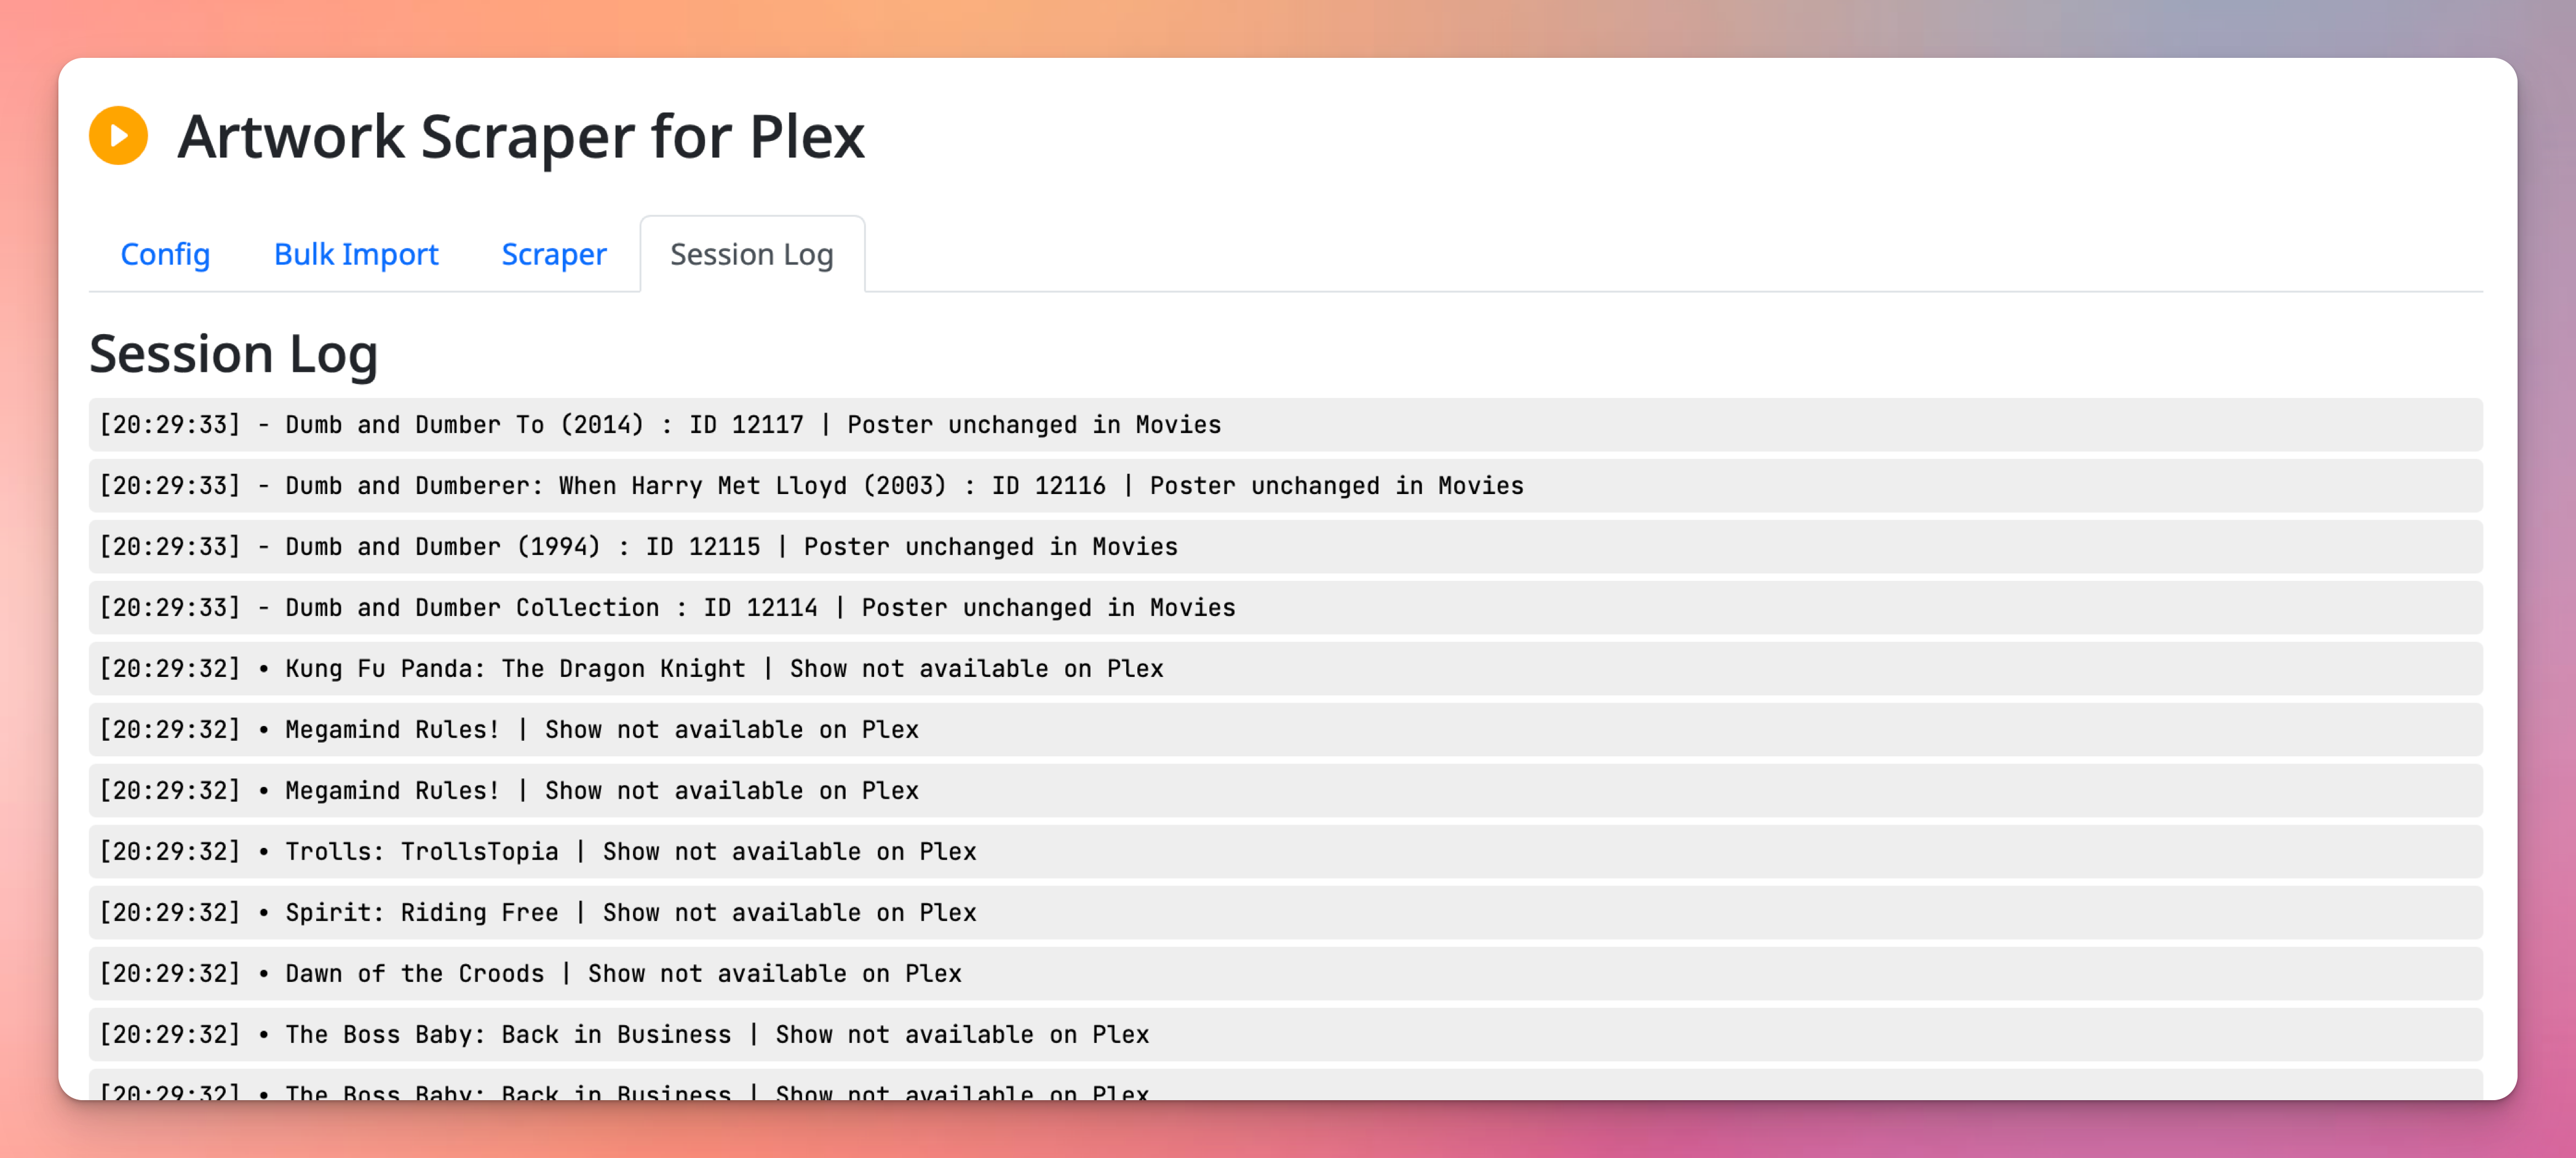 Artwork Scraper for Plex
Config Bulk Import Scraper Session Log
Session Log
[20:29:33] - Dumb and Dumber To (2014) : ID 12117 | Poster unchanged in Movies
[20:29:33] - Dumb and Dumberer: When Harry Met Lloyd (2003) : ID 12116 | Poster unchanged in Movies
[20:29:33] - Dumb and Dumber (1994) : ID 12115 | Poster unchanged in Movies
[20:29:33] - Dumb and Dumber Collection : ID 12114 | Poster unchanged in Movies
[20:29:32] • Kung Fu Panda: The Dragon Knight | Show not available on Plex
[20:29:32] • Megamind Rules! | Show not available on Plex
[20:29:32] • Megamind Rules! | Show not available on Plex
[20:29:32] • Trolls: TrollsTopia | Show not available on Plex
[20:29:32] • Spirit: Riding Free | Show not available on Plex
[20:29:32] • Dawn of the Croods | Show not available on Plex
[20:29:32] • The Boss Baby: Back in Business | Show not available on Plex
[20:29:32] • The Boss Baby: Back in Business | Show not available on Plex